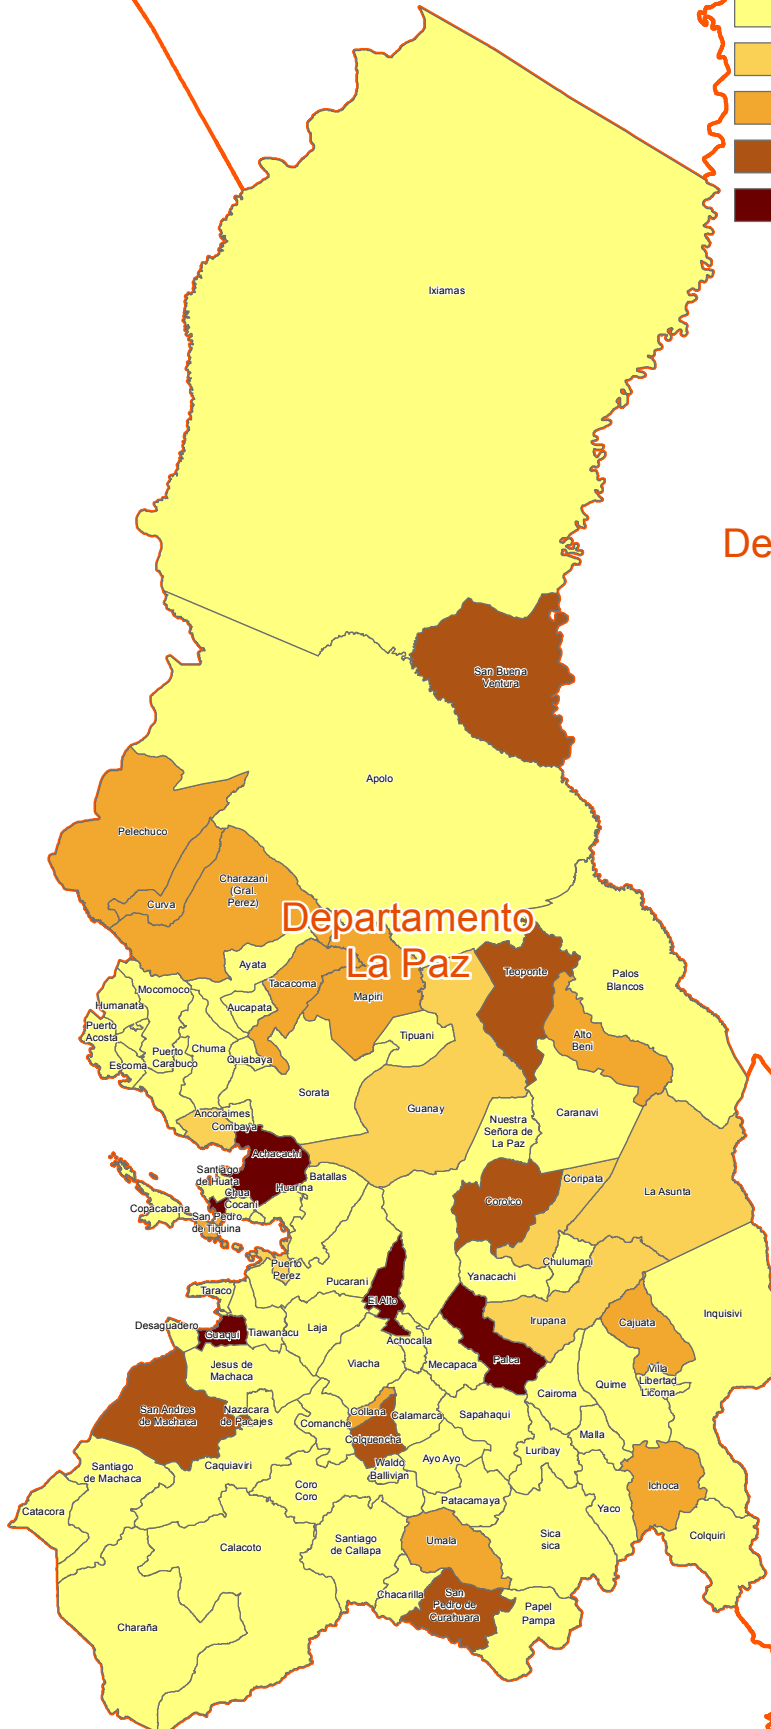 Ixiamas
De
San Buena
Ventura
Apolo
Pelechuco
Charazani
(Gral.
Perez)
Curva
Departamento
La Paz
Ayata
Tacacoma
Mapiri
Teoponte
Palos
Blancos
Mocomoco
Humanata
Aucapata
Puerto
Acosta
Alto
Beni
Tipuani
Chuma
Puerto
Carabuco
Quiabaya
Escoma
Sorata
Guanay
Caranavi
Nuestra
Señora de
La Paz
Ancoraimes
Combaya
Achacachi
Santiago
de Huata
Batallas
Huarina
Coripata
La Asunta
Chua
Cocani
Coroico
Copacabana
San Pedro
de Tiquina
Puerto
Perez
Chulumani
Yanacachi
Pucarani
Taraco
El Alto
Inquisivi
Irupana
Cajuata
Desaguadero
Guaqui
Tiawanacu
Laja
Achocalla
Palca
Jesus de
Machaca
Viacha
Mecapaca
Villa
Libertad
Licoma
Quime
Cairoma
San Andres
de Machaca
Nazacara
de Pacajes
Collana
Calamarca
Sapahaqui
Comanche
Colquencha
Malla
Luribay
Caquiaviri
Waldo
Ballivian
Ayo Ayo
Santiago
de Machaca
Coro
Coro
Ichoca
Patacamaya
Yaco
Catacora
Calacoto
Santiago
de Callapa
Umala
Sica
sica
Colquiri
Chacarilla
San
Pedro de
Curahuara
Papel
Pampa
Charaña